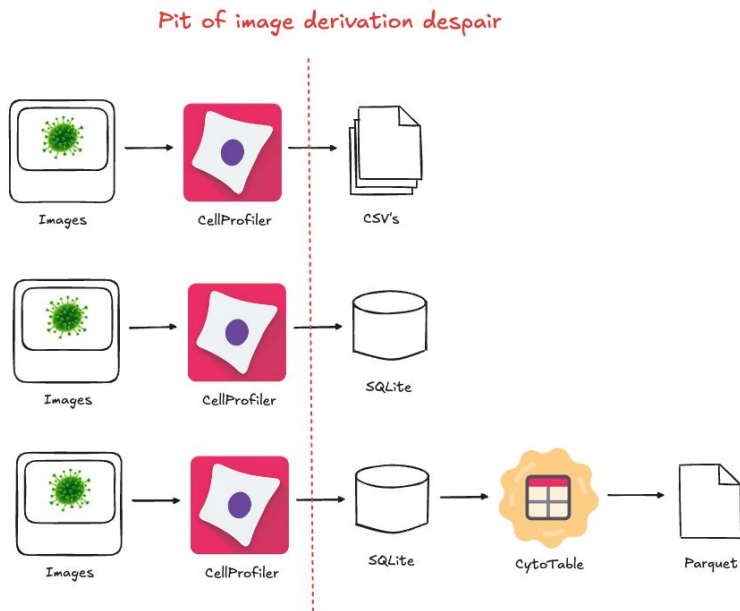 Pit of image derivation despair
Images
CellProfiler
CSV's
Images
CellProfiler
SQLite
Images
CellProfiler
SQLite
CytoTable
Parquet